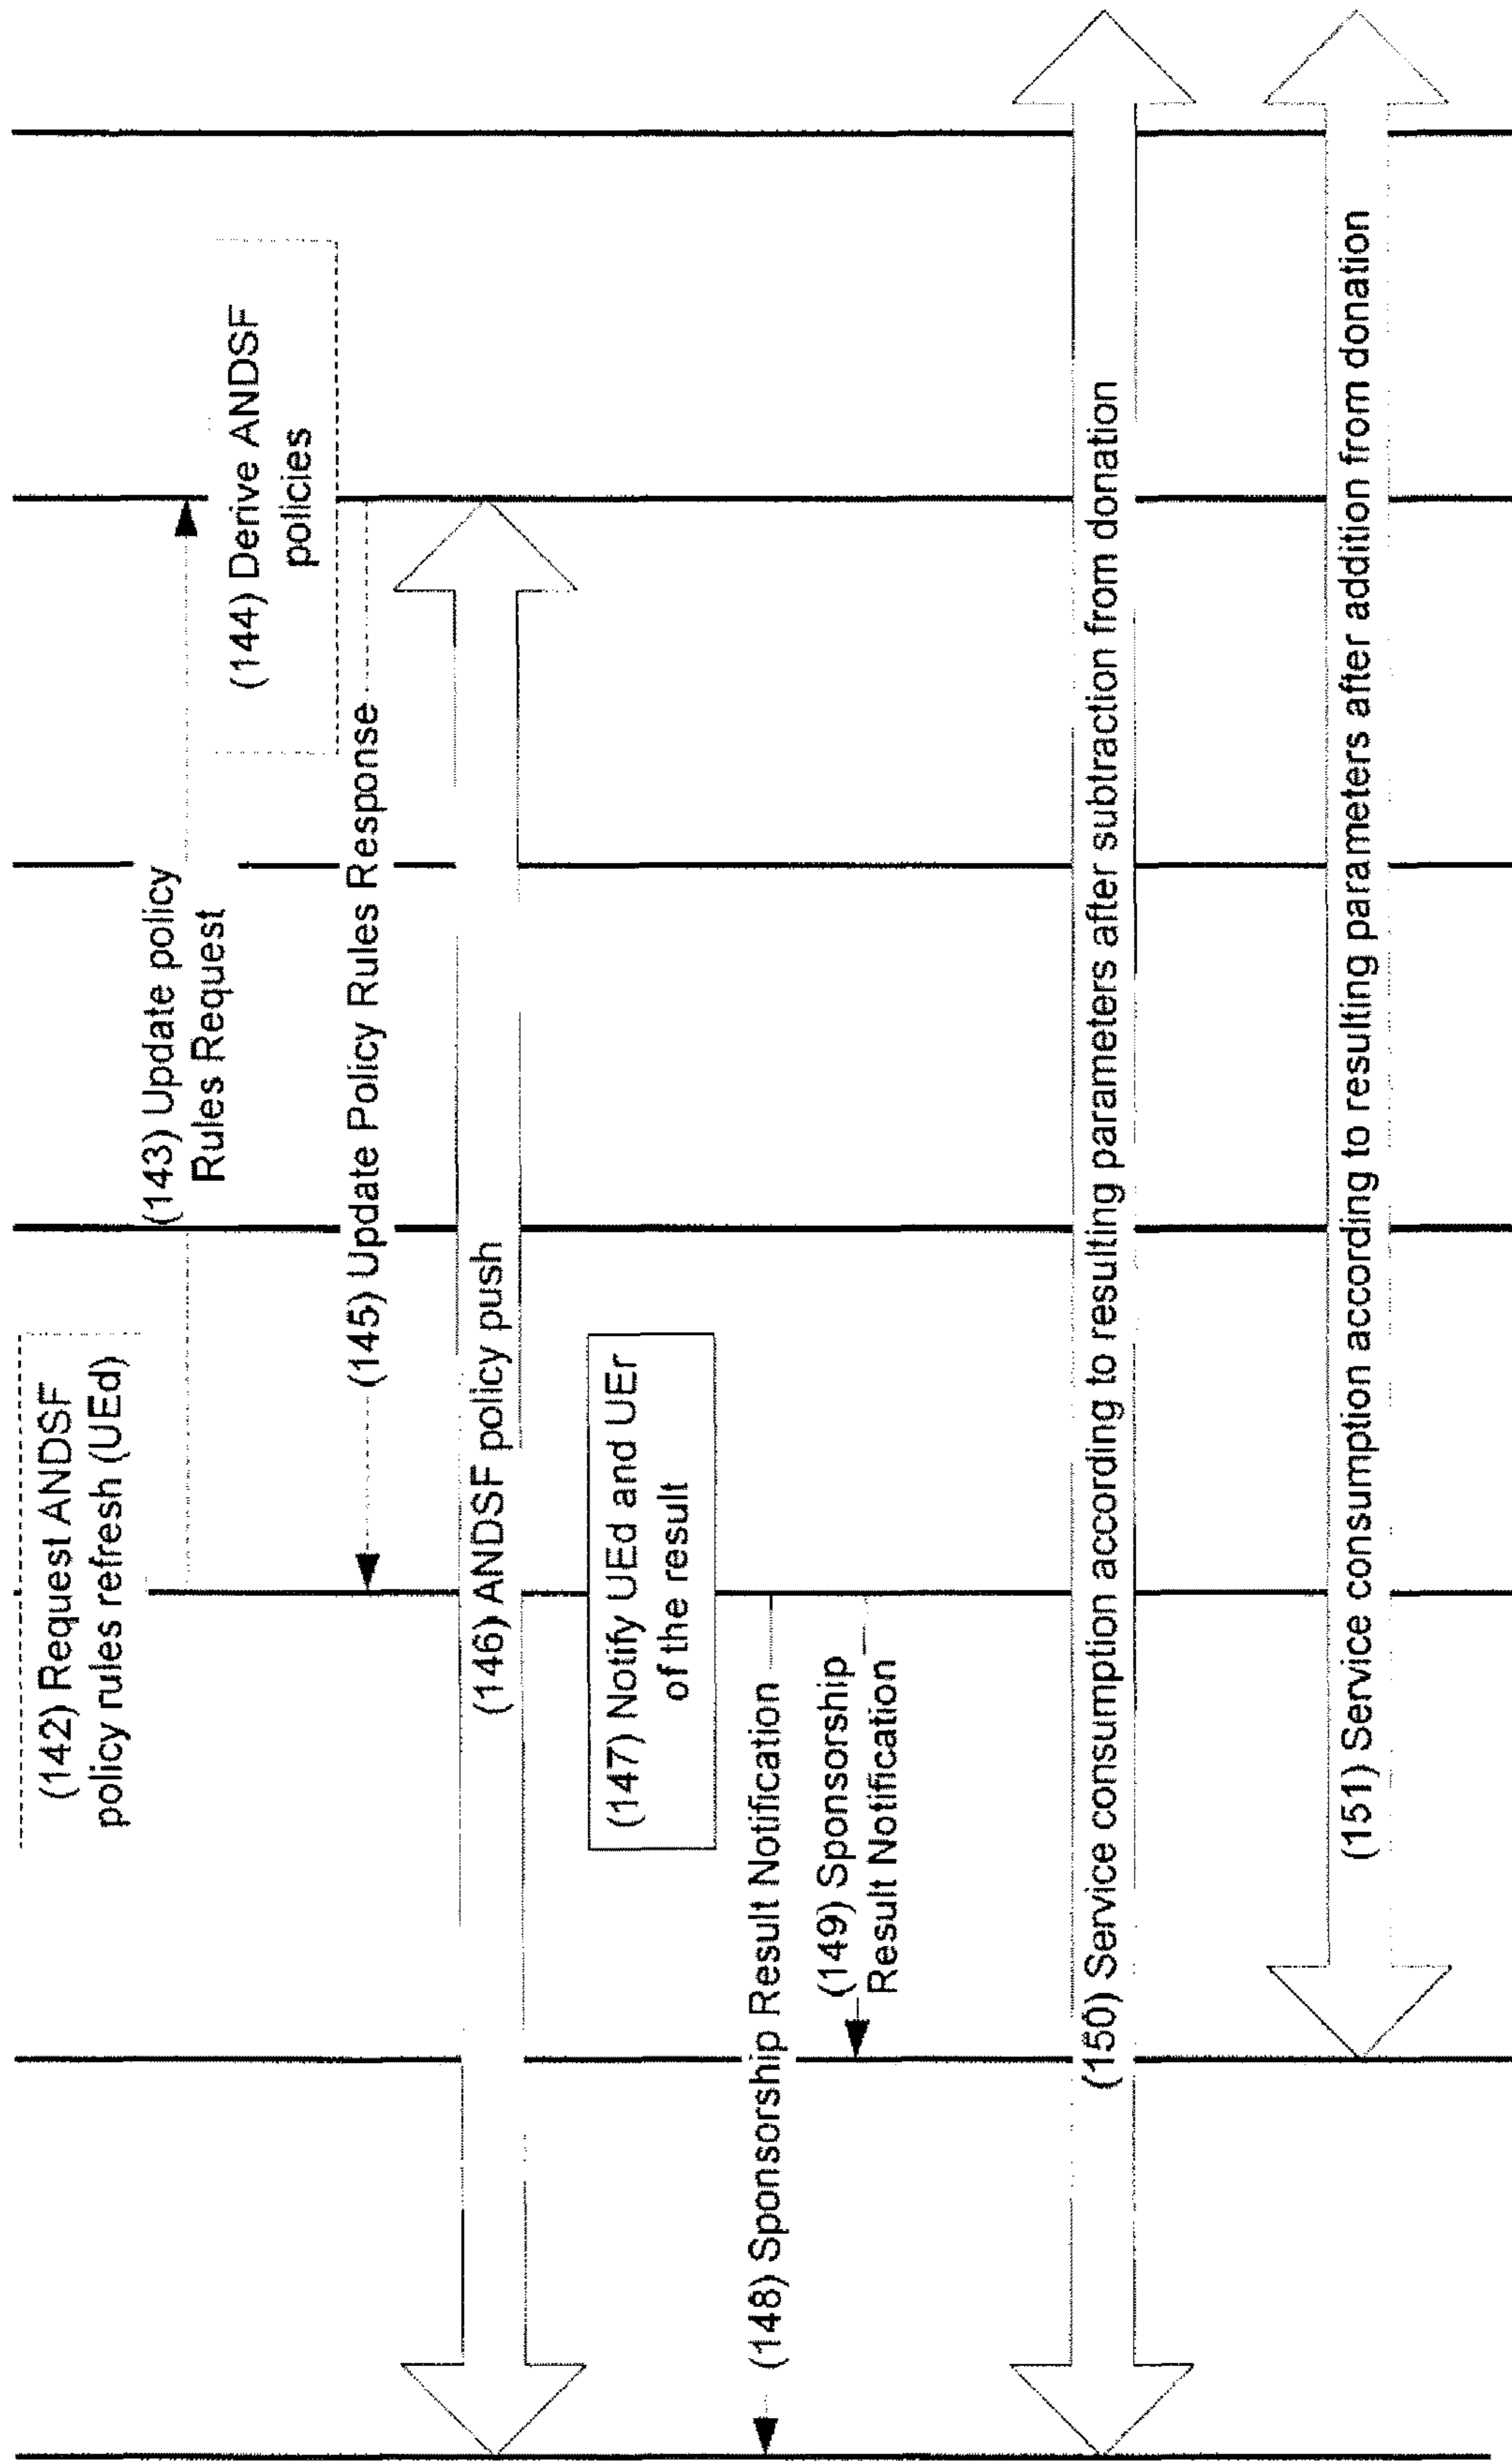 (142) Request ANDSF
policy rules refresh (UEd)
(143) Update policy
Rules Request
(144) Derive ANDSF
policies
(145) Update Policy Rules Response
(146) ANDSF policy push
(147) Notify UEd and UEr
of the result
(148) Sponsorship Result Notification
(149) Sponsorship
Result Notification
(150) Service consumption according to resulting parameters after subtraction from donation
(151) Service consumption according to resulting parameters after addition from donation